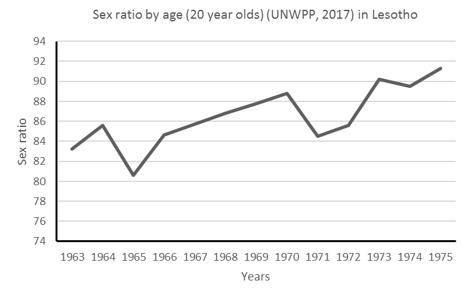 Sex ratio by age (20 year olds) (UNWPP, 2017) in Lesotho
94
92
90
88
86
84
82
80
78
76
74
Sex ratio
1963 1964 1965 1966 1967 1968 1969 1970 1971 1972 1973 1974 1975
Years